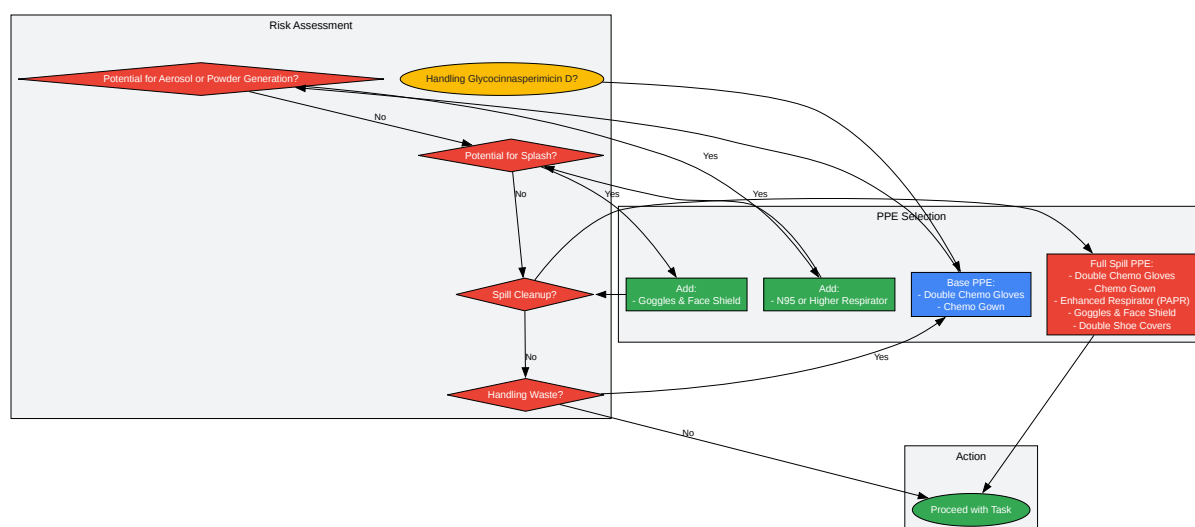 Risk Assessment
Potential for Aerosol or Powder Generation?
Handling Glycocinnasperimicin D?
No
Potential for Splash?
Yes
No
Yes
Yes
PPE Selection
Spill Cleanup?
Add:
- Goggles & Face Shield
Add:
- N95 or Higher Respirator
Base PPE:
- Double Chemo Gloves
- Chemo Gown
Full Spill PPE:
- Double Chemo Gloves
- Chemo Gown
- Enhanced Respirator (PAPR)
- Goggles & Face Shield
- Double Shoe Covers
No
Yes
Handling Waste?
No
Action
Proceed with Task